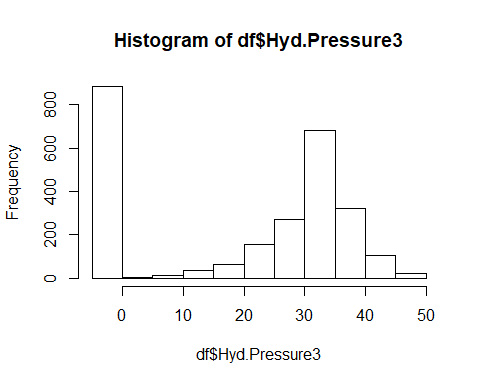 Histogram of df$Hyd.Pressure3
Frequency
0 200 400 600 800
0 10 20 30 40 50
df$Hyd.Pressure3